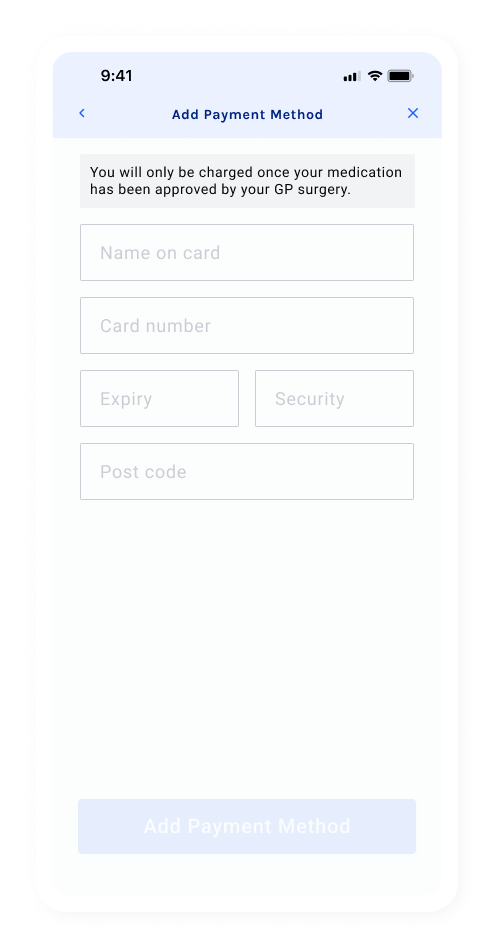 9:41
Add Payment Method
You will only be charged once your medication
has been approved by your GP surgery.
Name on card
Card number
Expiry
Security
Post code
Add Payment Method